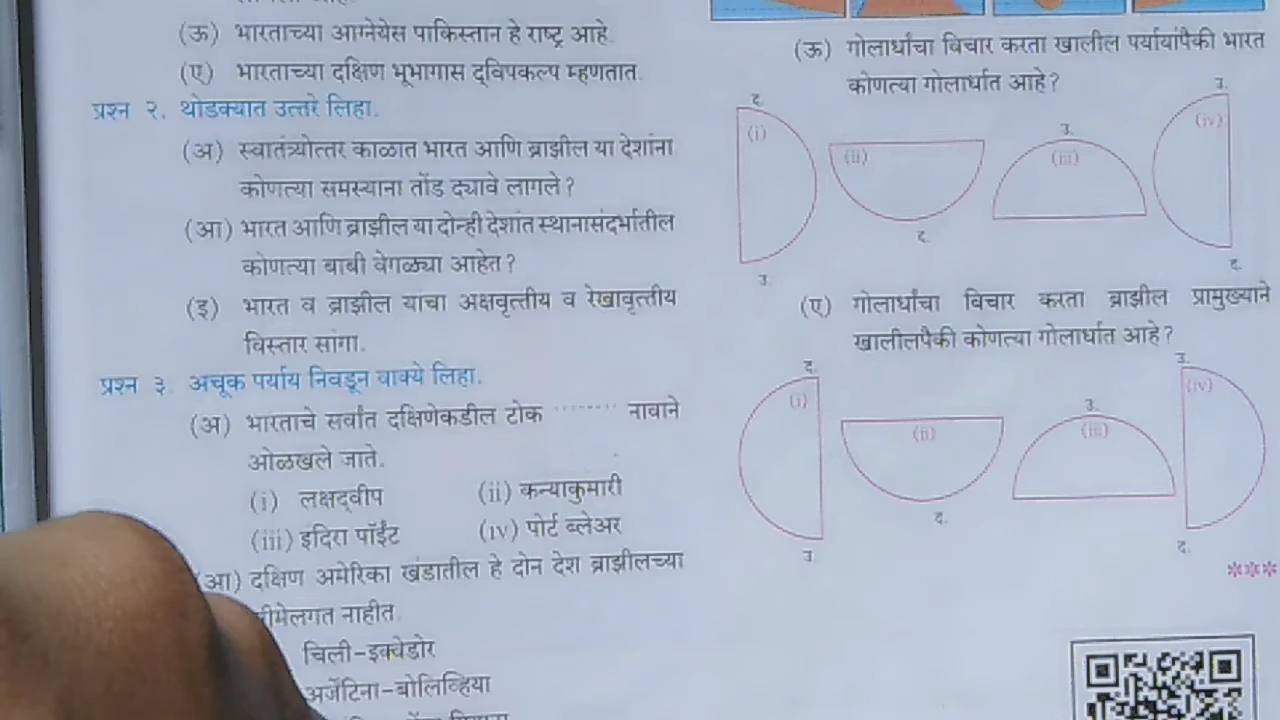 (ऊ) भारताच्या आग्नेयेस पाकिस्तान हे राष्ट्र आहे.
(ए) भारताच्या दक्षिण भूभागास द्‌विपकल्प म्हणतात.
प्रश्न २. थोडक्यात उत्तरे लिहा.
(अ) स्वातंत्र्योत्तर काळात भारत आणि ब्राझील या देशांना
कोणत्या समस्यांना तोंड द्यावे लागले?
(आ) भारत आणि ब्राझील या दोन्ही देशांत स्थानासंदर्भातील
कोणत्या बाबी वेगळ्या आहेत?
(इ) भारत व ब्राझील यांचा अक्षवृत्तीय व रेखावृत्तीय
विस्तार सांगा.
प्रश्न ३. अचूक पर्याय निवडून वाक्ये लिहा.
(अ) भारताचे सर्वांत दक्षिणेकडील टोक ········ नावाने
ओळखले जाते.
(i) लक्षद्‌वीप (ii) कन्याकुमारी
(iii) इंदिरा पॉईंट (iv) पोर्ट ब्लेअर
(आ) दक्षिण अमेरिका खंडातील हे दोन देश ब्राझीलच्या
नाहीत.
चिली-इक्वेडोर
अर्जेंटिना-बोलिव्हिया
(ऊ) गोलार्धांचा विचार करता खालील पर्यायांपैकी भारत
कोणत्या गोलार्धात आहे?
द. (i) उ.
(ii) द.
उ. (iii)
उ. (iv) द.
(ए) गोलार्धांचा विचार करता ब्राझील प्रामुख्याने
खालीलपैकी कोणत्या गोलार्धात आहे?
द. (i) उ.
(ii) द.
उ. (iii)
उ. (iv) द.
***